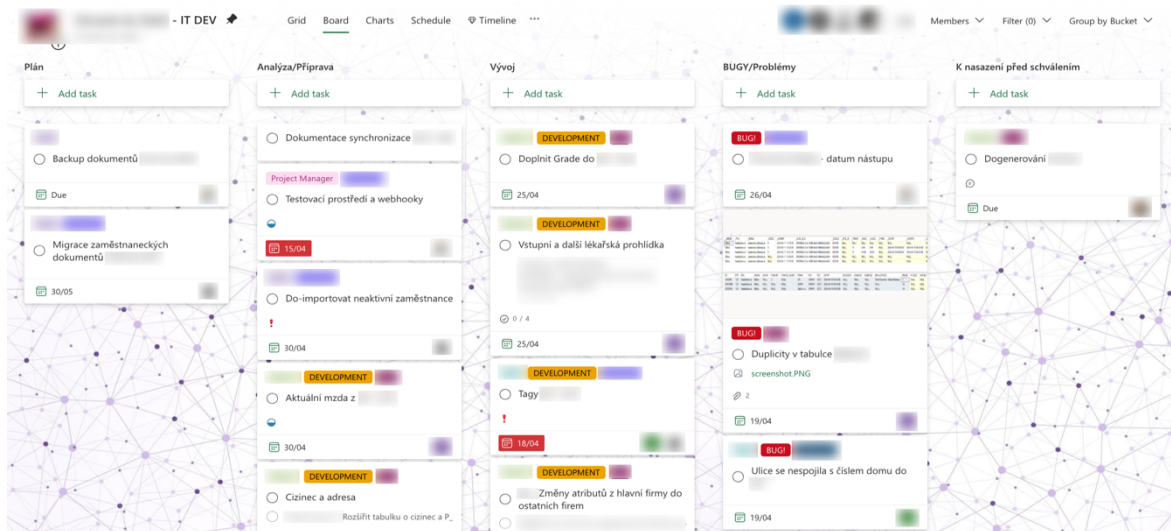 - IT DEV
Grid Board Charts Schedule Timeline ...
Members Filter (0) Group by Bucket
Plán
Add task
Backup dokumentů
Due
Migrace zaměstnaneckých
dokumentů
30/05
Analýza/Příprava
Add task
Dokumentace synchronizace
Project Manager
Testovací prostředí a webhooky
15/04
Do-importovat neaktivní zaměstnance
30/04
DEVELOPMENT
Aktuální mzda z
30/04
DEVELOPMENT
Cizinec a adresa
Rozšířit tabulku o cizinec a P_
Vývoj
Add task
DEVELOPMENT
Doplnit Grade do
25/04
DEVELOPMENT
Vstupní a další lékařská prohlídka
0 / 4
25/04
DEVELOPMENT
Tagy
18/04
DEVELOPMENT
Změny atributů z hlavní firmy do
ostatních firem
BUGY/Problémy
Add task
BUG!
- datum nástupu
26/04
BUG!
Duplicity v tabulce
screenshot.PNG
2
19/04
BUG!
Ulice se nespojila s číslem domu do
19/04
K nasazení před schválením
Add task
Dogenerování
Due